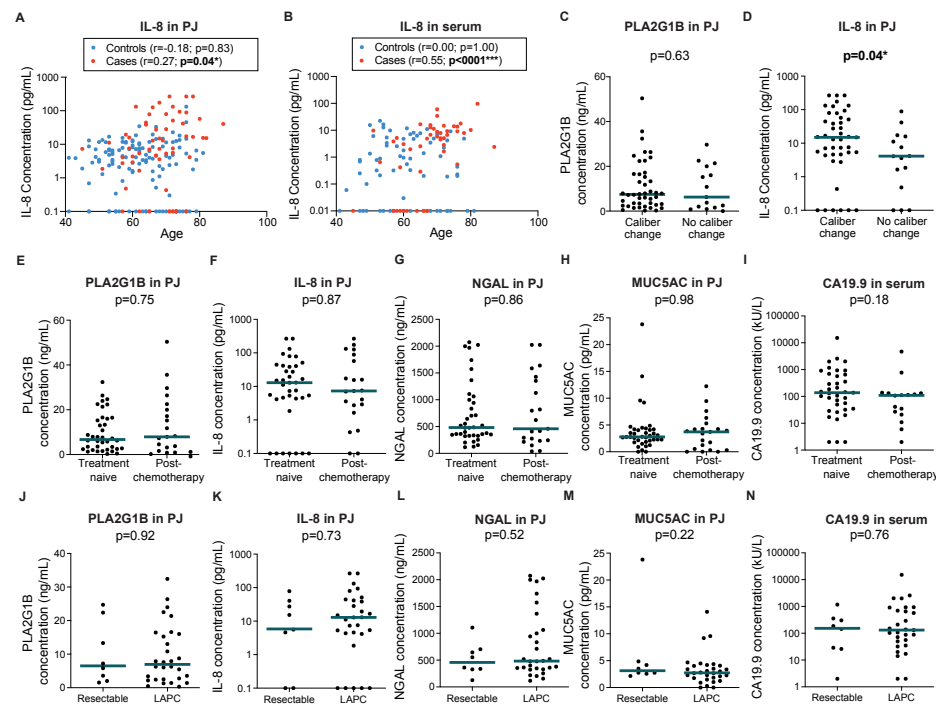 A
IL-8 in PJ
Controls (r=-0.18; p=0.83)
Cases (r=0.27; p=0.04*)
IL-8 Concentration (pg/mL)
1000
100
10
1
0.1
40
60
80
100
Age
B
IL-8 in serum
Controls (r=0.00; p=1.00)
Cases (r=0.55; p<0001***)
IL-8 Concentration (pg/mL)
1000
100
10
1
0.1
0.01
40
60
80
100
Age
C
PLA2G1B in PJ
p=0.63
PLA2G1B
concentration (ng/mL)
60
40
20
0
Caliber
change
No caliber
change
D
IL-8 in PJ
p=0.04*
IL-8 Concentration (pg/mL)
1000
100
10
1
0.1
Caliber
change
No caliber
change
E
PLA2G1B in PJ
p=0.75
PLA2G1B
concentration (ng/mL)
60
40
20
0
Treatment
naive
Post-
chemotherapy
F
IL-8 in PJ
p=0.87
IL-8 concentration (pg/mL)
1000
100
10
1
0.1
Treatment
naive
Post-
chemotherapy
G
NGAL in PJ
p=0.86
NGAL concentration (ng/mL)
2500
2000
1500
1000
500
0
Treatment
naive
Post-
chemotherapy
H
MUC5AC in PJ
p=0.98
MUC5AC
concentration (pg/mL)
25
20
15
10
5
0
Treatment
naive
Post-
chemotherapy
I
CA19.9 in serum
p=0.18
CA19.9 concentration (kU/L)
100000
10000
1000
100
10
1
Treatment
naive
Post-
chemotherapy
J
PLA2G1B in PJ
p=0.92
PLA2G1B
concentration (ng/mL)
40
30
20
10
0
Resectable
LAPC
K
IL-8 in PJ
p=0.73
IL-8 concentration (pg/mL)
1000
100
10
1
0.1
Resectable
LAPC
L
NGAL in PJ
p=0.52
NGAL concentration (ng/mL)
2500
2000
1500
1000
500
0
Resectable
LAPC
M
MUC5AC in PJ
p=0.22
MUC5AC
concentration (pg/mL)
25
20
15
10
5
0
Resectable
LAPC
N
CA19.9 in serum
p=0.76
CA19.9 concentration (kU/L)
100000
10000
1000
100
10
1
Resectable
LAPC